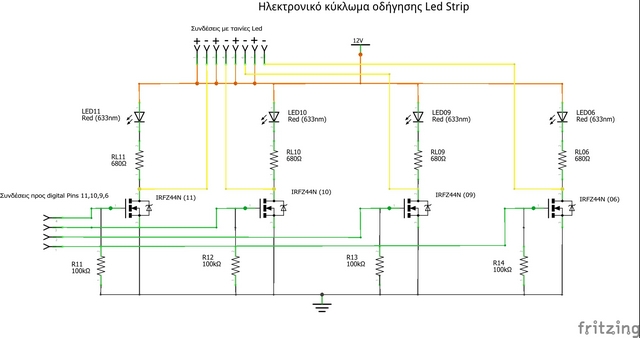 Ηλεκτρονικό κύκλωμα οδήγησης Led Strip
Συνδέσεις με ταινίες Led
+ - + - + - + -
12V
LED11
Red (633nm)
LED10
Red (633nm)
LED09
Red (633nm)
LED06
Red (633nm)
RL11
680Ω
RL10
680Ω
RL09
680Ω
RL06
680Ω
Συνδέσεις προς digital Pins 11,10,9,6
IRFZ44N (11)
IRFZ44N (10)
IRFZ44N (09)
IRFZ44N (06)
R11
100kΩ
R12
100kΩ
R13
100kΩ
R14
100kΩ
fritzing